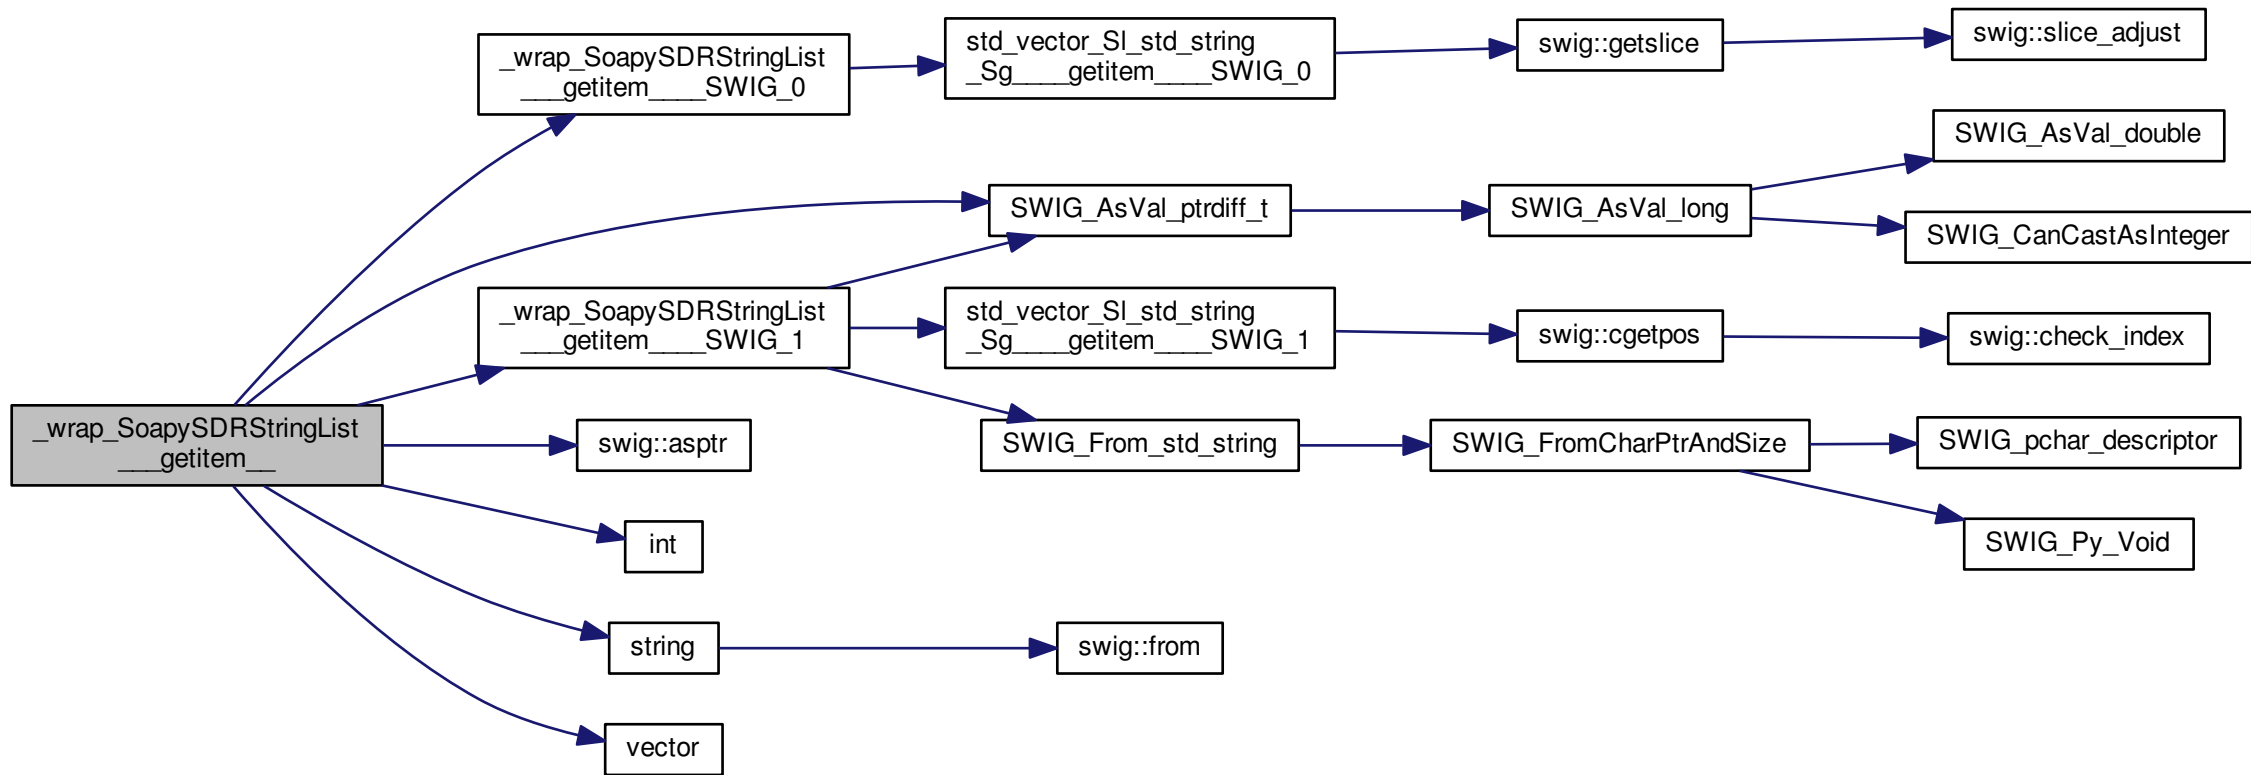 _wrap_SoapySDRStringList
___getitem____SWIG_0
std_vector_Sl_std_string
_Sg____getitem____SWIG_0
swig::getslice
swig::slice_adjust
SWIG_AsVal_double
SWIG_AsVal_ptrdiff_t
SWIG_AsVal_long
SWIG_CanCastAsInteger
_wrap_SoapySDRStringList
___getitem____SWIG_1
std_vector_Sl_std_string
_Sg____getitem____SWIG_1
swig::cgetpos
swig::check_index
_wrap_SoapySDRStringList
___getitem__
swig::asptr
SWIG_From_std_string
SWIG_FromCharPtrAndSize
SWIG_pchar_descriptor
int
SWIG_Py_Void
string
swig::from
vector